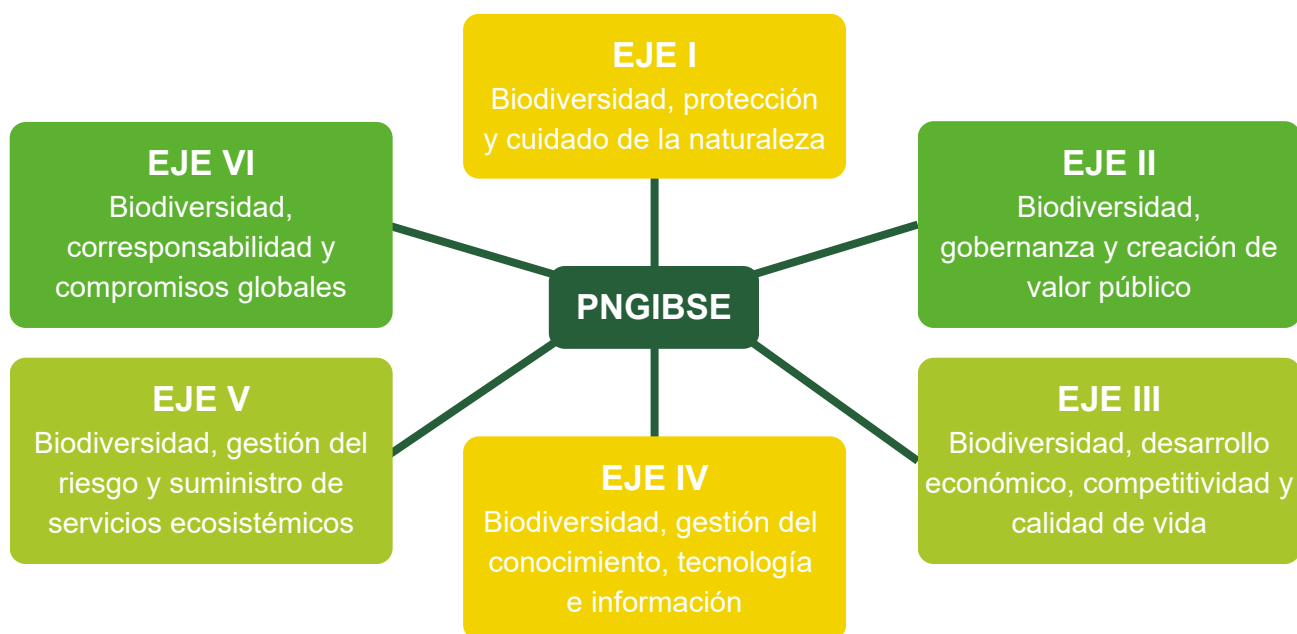 EJE I
Biodiversidad, protección
y cuidado de la naturaleza
EJE II
Biodiversidad,
gobernanza y creación de
valor público
EJE III
Biodiversidad, desarrollo
económico, competitividad y
calidad de vida
EJE IV
Biodiversidad, gestión del
conocimiento, tecnología
e información
EJE V
Biodiversidad, gestión del
riesgo y suministro de
servicios ecosistémicos
EJE VI
Biodiversidad,
corresponsabilidad y
compromisos globales
PNGIBSE